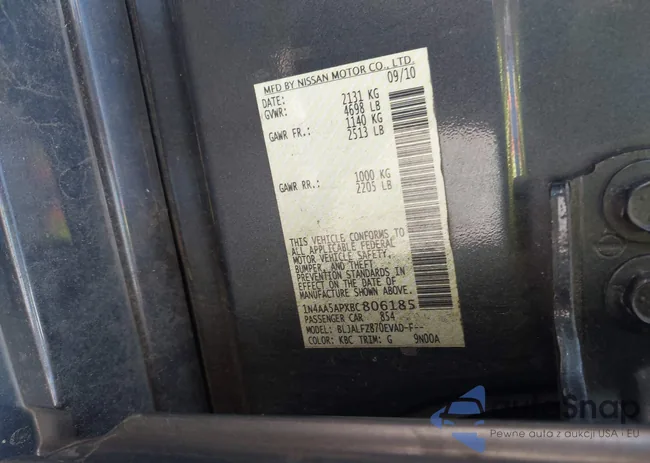 MFD BY NISSAN MOTOR CO., LTD.
DATE: 09/10
GVWR: 2131 KG
4698 LB
GAWR FR.: 1140 KG
2513 LB
GAWR RR.: 1000 KG
2205 LB
THIS VEHICLE CONFORMS TO
ALL APPLICABLE FEDERAL
MOTOR VEHICLE SAFETY,
BUMPER, AND THEFT
PREVENTION STANDARDS IN
EFFECT ON THE DATE OF
MANUFACTURE SHOWN ABOVE.
1N4AA5APXBC806185
PASSENGER CAR 854
MODEL: BLJALFZ870EVAD-F--
COLOR: KBC TRIM: G 9N00A
autoSnap
Pewne auta z aukcji USA i EU